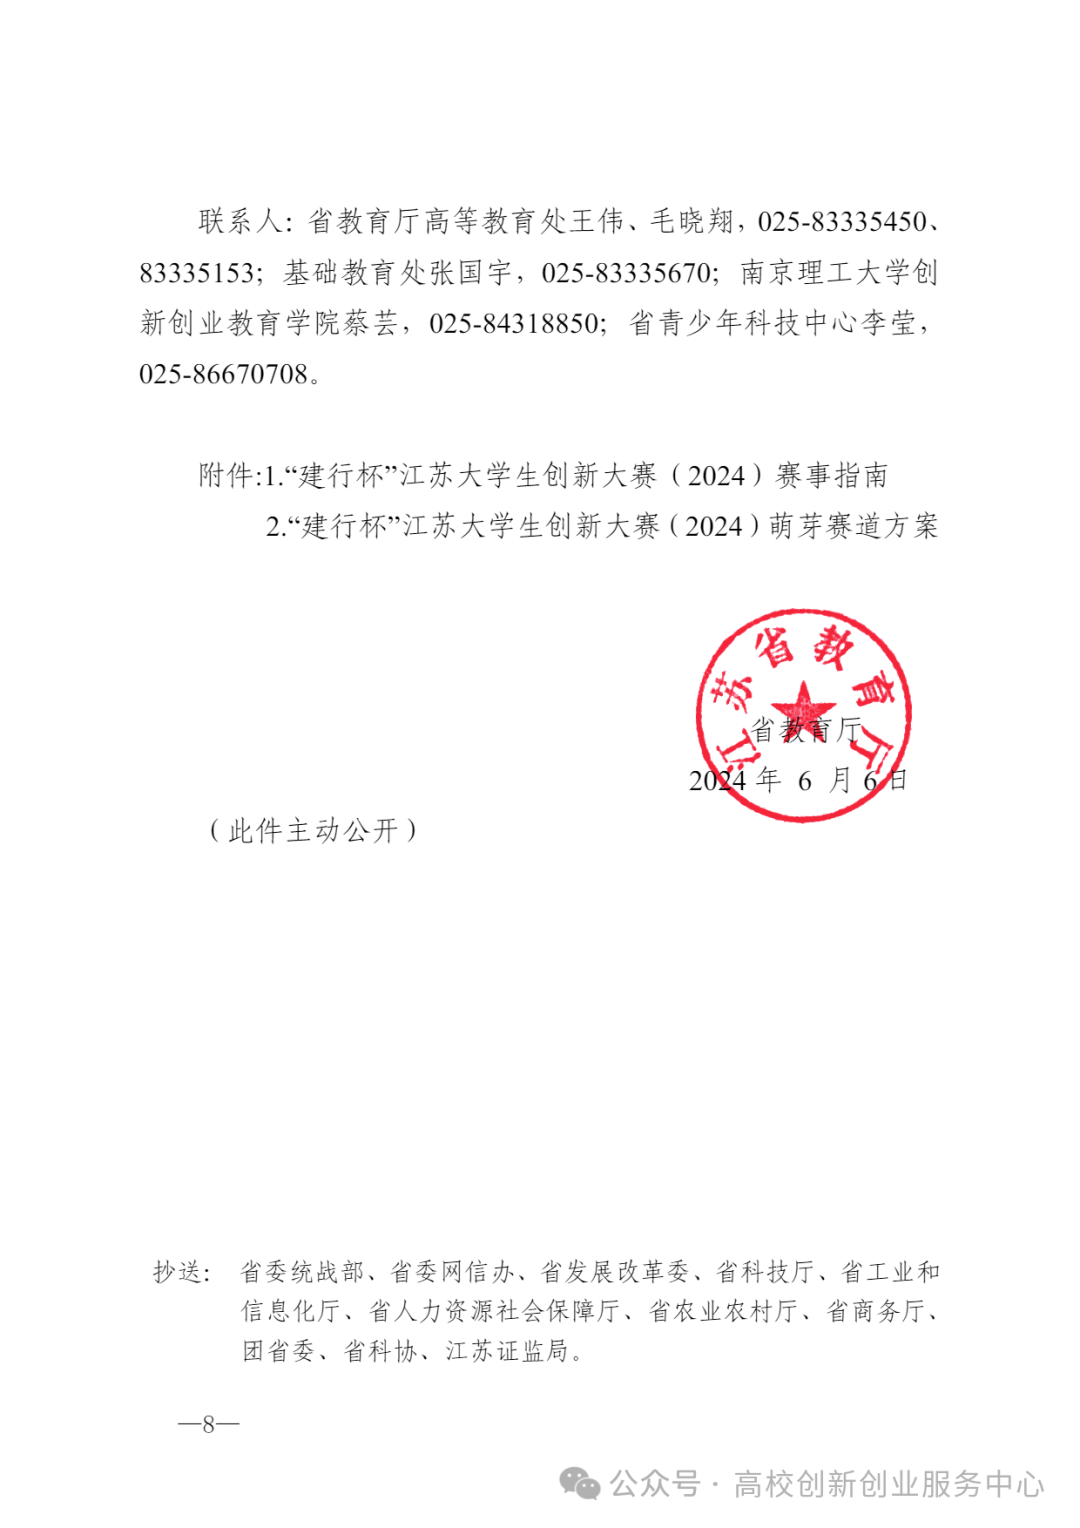 联系人：省教育厅高等教育处王伟、毛晓翔，025-83335450、
83335153；基础教育处张国宇，025-83335670；南京理工大学创
新创业教育学院蔡芸，025-84318850；省青少年科技中心李莹，
025-86670708。
附件:1.“建行杯”江苏大学生创新大赛（2024）赛事指南
2.“建行杯”江苏大学生创新大赛（2024）萌芽赛道方案
江苏省教育厅
省教育厅
2024 年 6 月 6 日
（此件主动公开）
抄送： 省委统战部、省委网信办、省发展改革委、省科技厅、省工业和
信息化厅、省人力资源社会保障厅、省农业农村厅、省商务厅、
团省委、省科协、江苏证监局。
—8—
公众号 · 高校创新创业服务中心